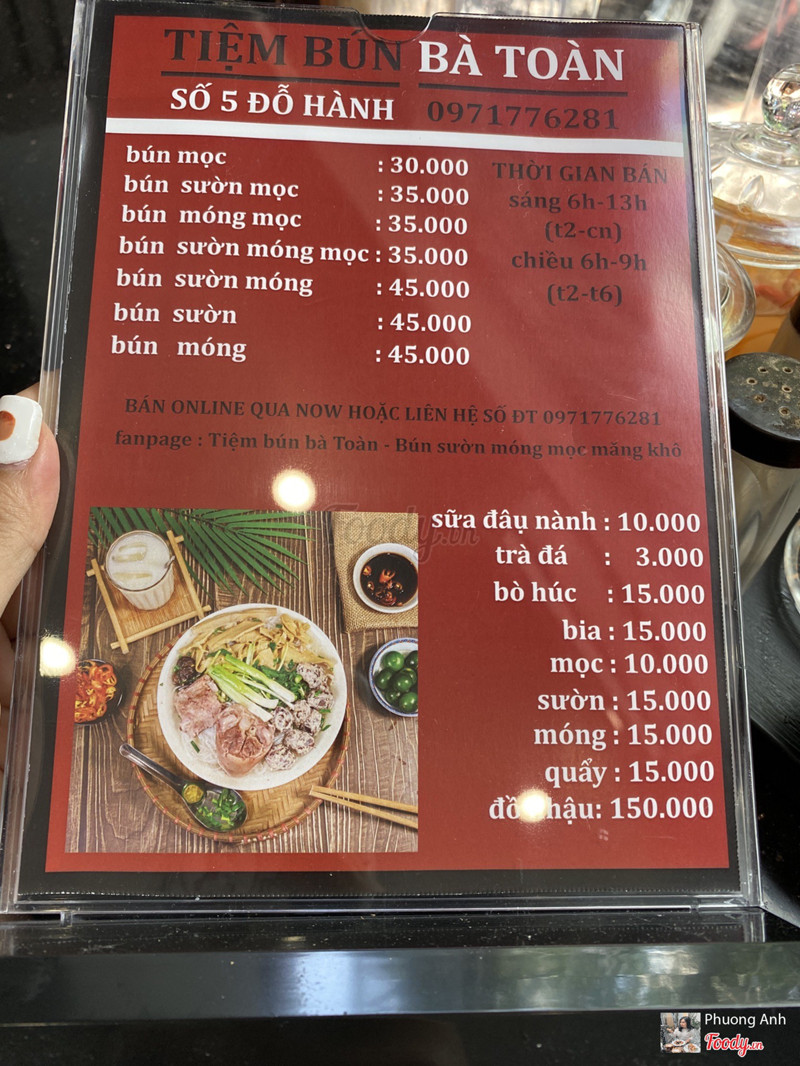 TIỆM BÚN BÀ TOÀN
SỐ 5 ĐỖ HÀNH 0971776281
bún mọc : 30.000
bún sườn mọc : 35.000
bún móng mọc : 35.000
bún sườn móng mọc : 35.000
bún sườn móng : 45.000
bún sườn : 45.000
bún móng : 45.000
THỜI GIAN BÁN
sáng 6h-13h
(t2-cn)
chiều 6h-9h
(t2-t6)
BÁN ONLINE QUA NOW HOẶC LIÊN HỆ SỐ ĐT 0971776281
fanpage : Tiệm bún bà Toàn - Bún sườn móng mọc măng khô
Foody.vn
sữa đâụ nành : 10.000
trà đá : 3.000
bò húc : 15.000
bia : 15.000
mọc : 10.000
sườn : 15.000
móng : 15.000
quẩy : 15.000
: 150.000
Phuong Anh
Foody.vn